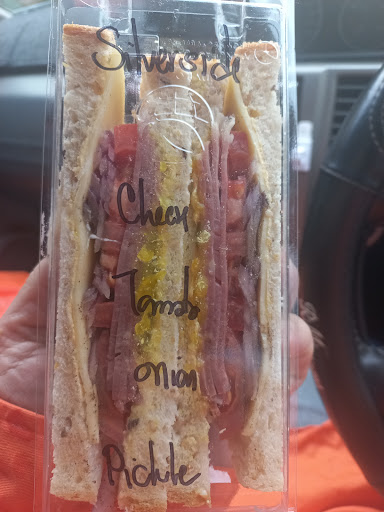 Silverside
Cheese
Tomato
onion
Pickle